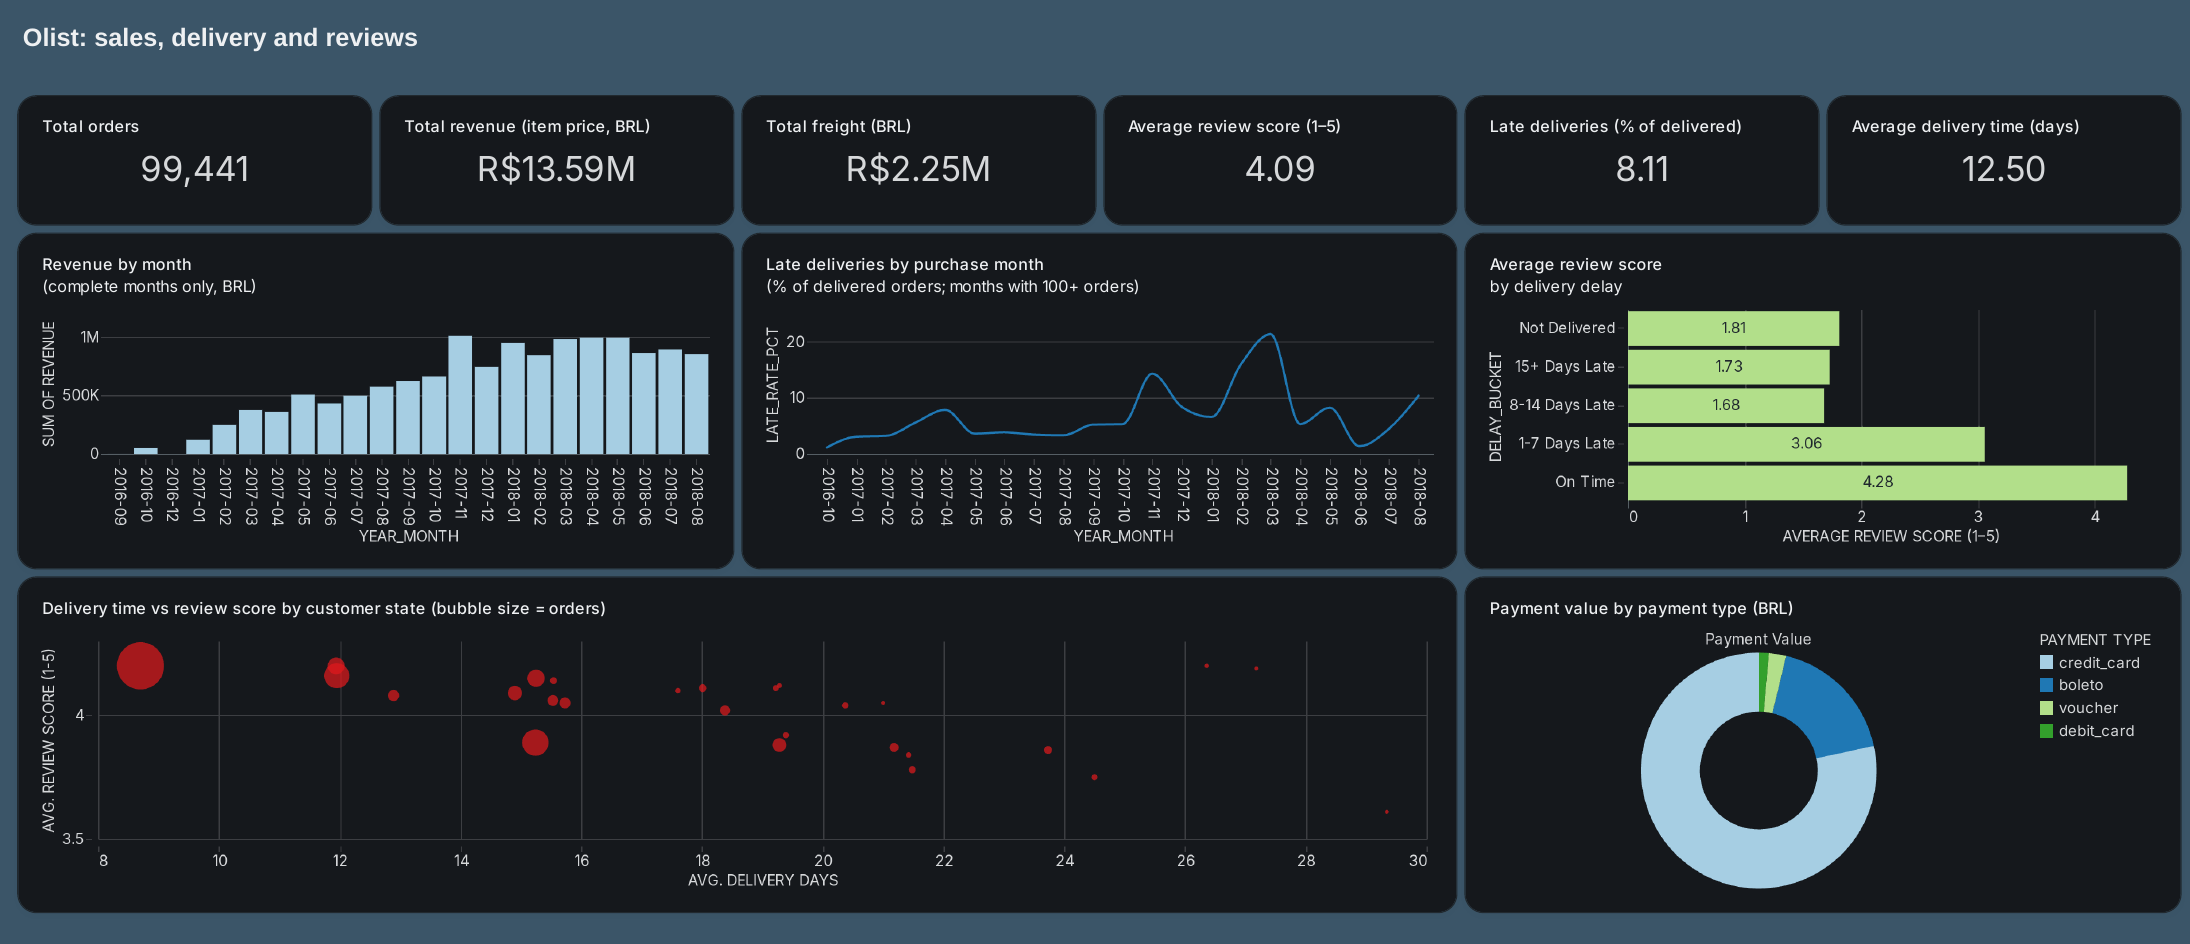 Olist: sales, delivery and reviews
Total orders
99,441
Total revenue (item price, BRL)
R$13.59M
Total freight (BRL)
R$2.25M
Average review score (1–5)
4.09
Late deliveries (% of delivered)
8.11
Average delivery time (days)
12.50
Revenue by month
(complete months only, BRL)
SUM OF REVENUE
1M
500K
0
2016-09
2016-10
2016-12
2017-01
2017-02
2017-03
2017-04
2017-05
2017-06
2017-07
2017-08
2017-09
2017-10
2017-11
2017-12
2018-01
2018-02
2018-03
2018-04
2018-05
2018-06
2018-07
2018-08
YEAR_MONTH
Late deliveries by purchase month
(% of delivered orders; months with 100+ orders)
LATE_RATE_PCT
20
10
0
2016-10
2017-01
2017-02
2017-03
2017-04
2017-05
2017-06
2017-07
2017-08
2017-09
2017-10
2017-11
2017-12
2018-01
2018-02
2018-03
2018-04
2018-05
2018-06
2018-07
2018-08
YEAR_MONTH
Average review score
by delivery delay
DELAY_BUCKET
Not Delivered 1.81
15+ Days Late 1.73
8-14 Days Late 1.68
1-7 Days Late 3.06
On Time 4.28
0 1 2 3 4
AVERAGE REVIEW SCORE (1–5)
Delivery time vs review score by customer state (bubble size = orders)
AVG. REVIEW SCORE (1-5)
4
3.5
8 10 12 14 16 18 20 22 24 26 28 30
AVG. DELIVERY DAYS
Payment value by payment type (BRL)
Payment Value
PAYMENT TYPE
credit_card
boleto
voucher
debit_card